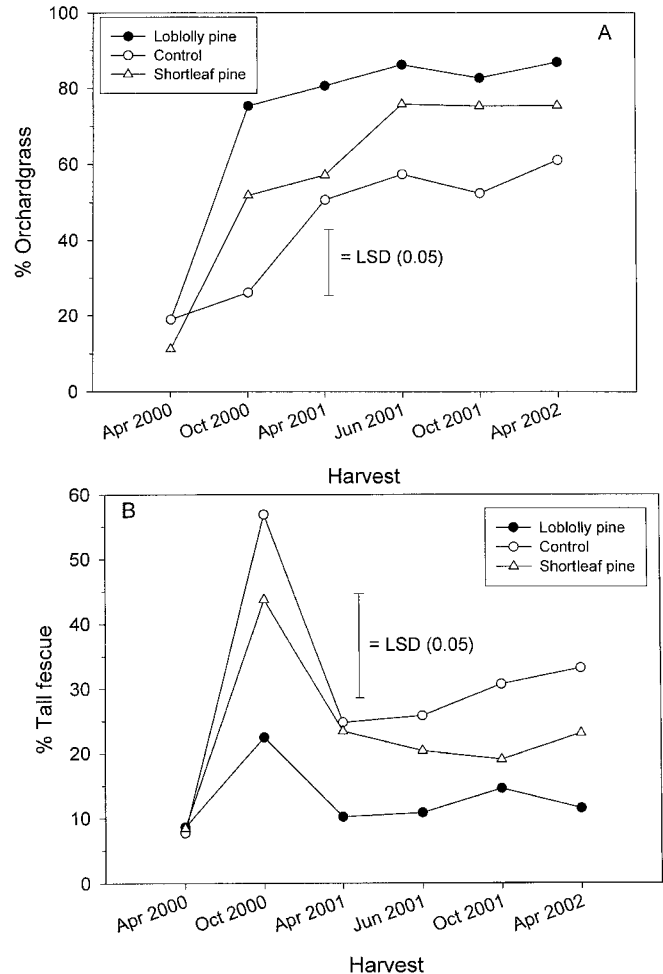 100
80
60
40
20
0
% Orchardgrass
Loblolly pine
Control
Shortleaf pine
A
= LSD (0.05)
Apr 2000
Oct 2000
Apr 2001
Jun 2001
Oct 2001
Apr 2002
Harvest
60
50
40
30
20
10
0
% Tall fescue
B
Loblolly pine
Control
Shortleaf pine
= LSD (0.05)
Apr 2000
Oct 2000
Apr 2001
Jun 2001
Oct 2001
Apr 2002
Harvest